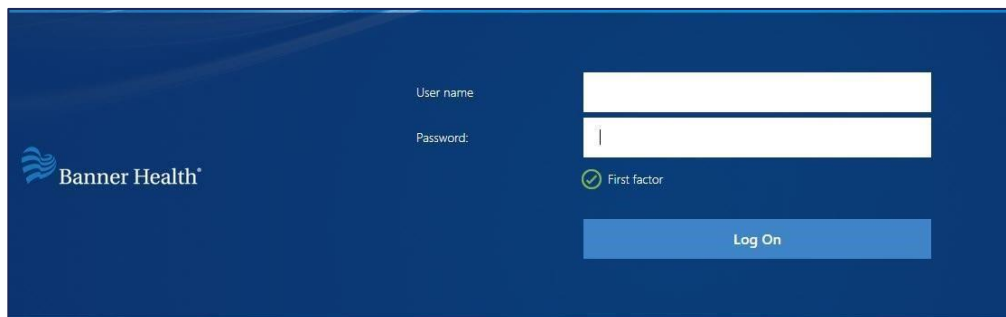 User name
Password:
Banner Health®
First factor
Log On